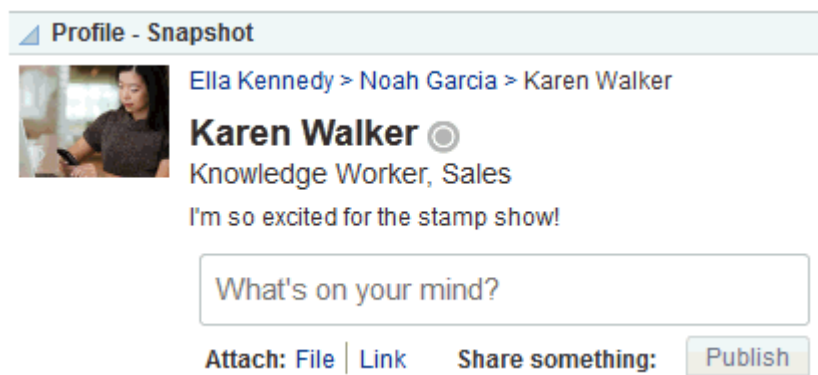 Profile - Snapshot
Ella Kennedy > Noah Garcia > Karen Walker
Karen Walker
Knowledge Worker, Sales
I'm so excited for the stamp show!
What's on your mind?
Attach: File | Link Share something: Publish